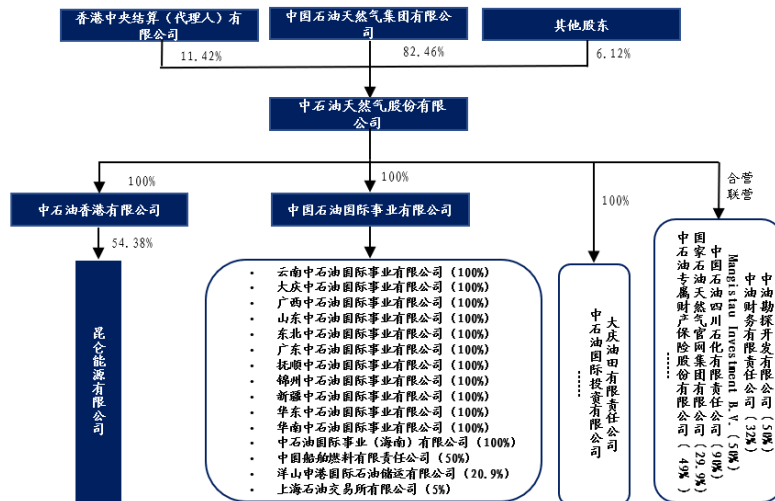 香港中央结算（代理人）有
限公司
中国石油天然气集团有限公
司
其他股东
11.42%
82.46%
6.12%
中石油天然气股份有限
公司
100%
100%
100%
合营
联营
中石油香港有限公司
中国石油国际事业有限公司
54.38%
昆仑能源有限公司
· 云南中石油国际事业有限公司 (100%)
· 大庆中石油国际事业有限公司 (100%)
· 广西中石油国际事业有限公司 (100%)
· 山东中石油国际事业有限公司 (100%)
· 东北中石油国际事业有限公司 (100%)
· 广东中石油国际事业有限公司 (100%)
· 抚顺中石油国际事业有限公司 (100%)
· 锦州中石油国际事业有限公司 (100%)
· 新疆中石油国际事业有限公司 (100%)
· 华东中石油国际事业有限公司 (100%)
· 华南中石油国际事业有限公司 (100%)
· 中石油国际事业（海南）有限公司 (100%)
· 中国船舶燃料有限责任公司 (50%)
· 洋山申港国际石油储运有限公司 (20.9%)
· 上海石油交易所有限公司 (5%)
大庆油田有限责任公司
中石油国际投资有限公司
……
中油勘探开发有限公司 (50%)
中油财务有限责任公司 (32%)
Mangistau Investment B.V. (50%)
中国石油四川石化有限责任公司 (90%)
国家石油天然气官网集团有限公司 (29.9%)
中石油专属财产保险股份有限公司 (49%)
……